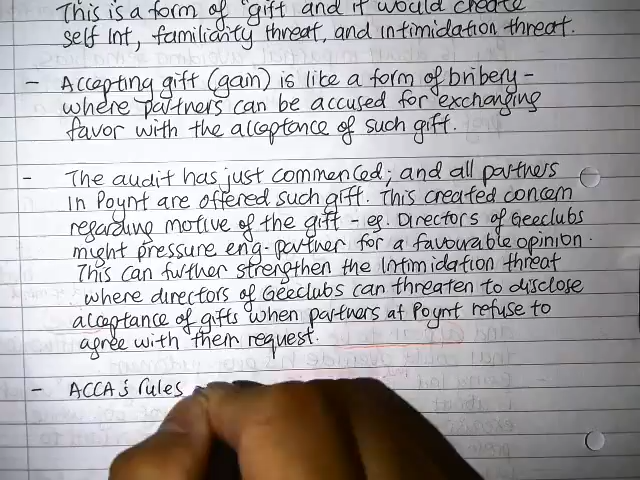 This is a form of "gift" and it would create
self Int, familiarity threat, and intimidation threat.
- Accepting gift (gain) is like a form of bribery -
where partners can be accused for exchanging
favor with the acceptance of such gift.
- The audit has just commenced; and all partners
in Poynt are offered such gift. This created concern
regarding motive of the gift - eg. Directors of Geeclubs
might pressure eng-partner for a favourable opinion.
This can further strengthen the Intimidation threat
where directors of Geeclubs can threaten to disclose
acceptance of gifts when partners at Poynt refuse to
agree with them request.
- ACCA's rules